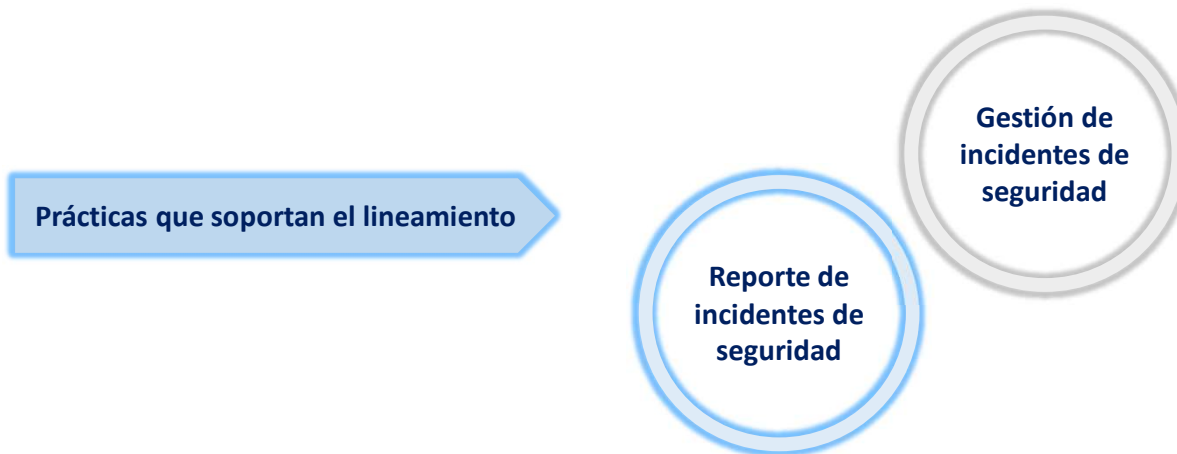 Prácticas que soportan el lineamiento
Reporte de
incidentes de
seguridad
Gestión de
incidentes de
seguridad